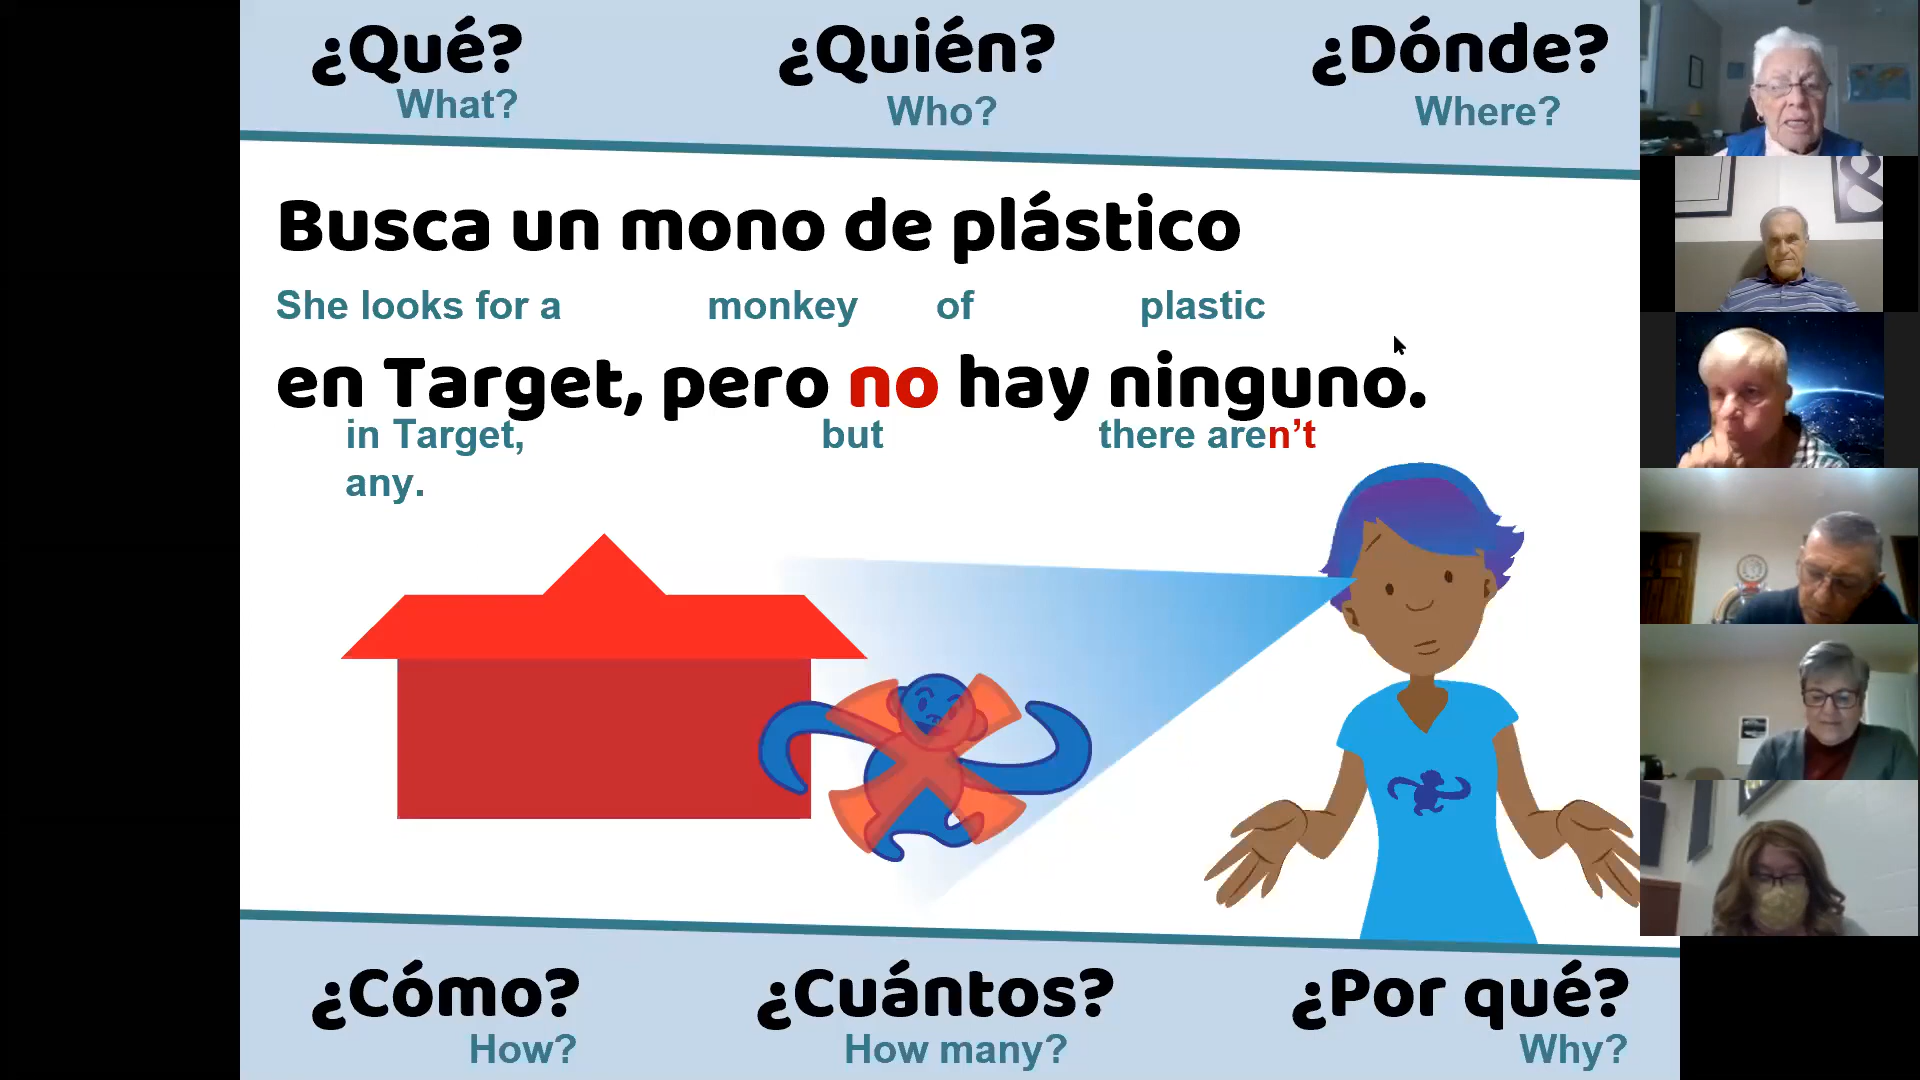 ¿Qué? ¿Quién? ¿Dónde?
What? Who? Where?
Busca un mono de plástico
She looks for a monkey of plastic
en Target, pero no hay ninguno.
in Target, but there aren’t
any.
¿Cómo? ¿Cuántos? ¿Por qué?
How? How many? Why?
&